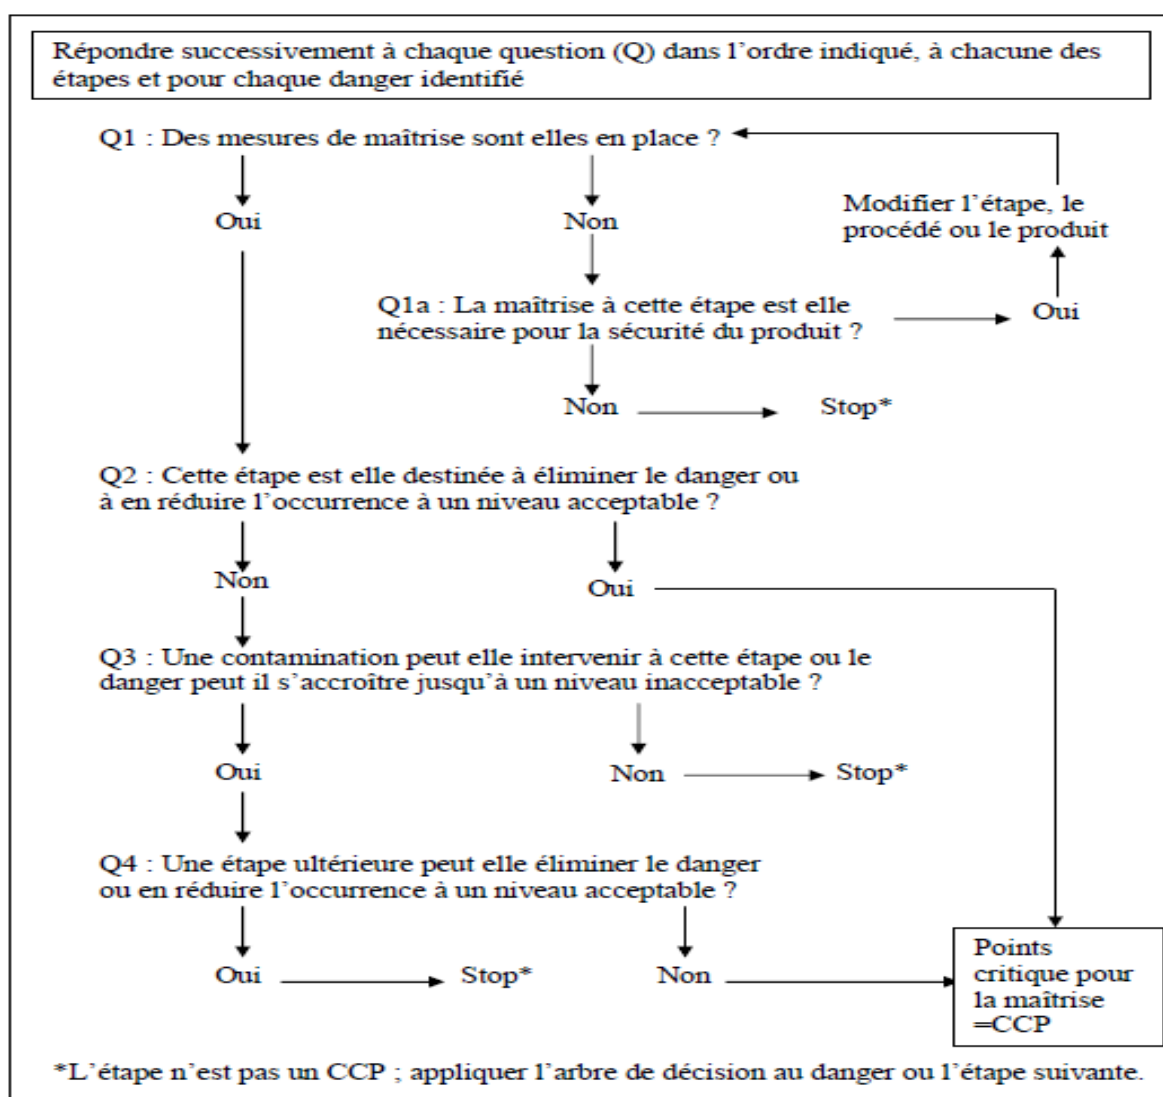 Répondre successivement à chaque question (Q) dans l'ordre indiqué, à chacune des
étapes et pour chaque danger identifié
Q1 : Des mesures de maîtrise sont elles en place ?
Oui
Non
Modifier l'étape, le
procédé ou le produit
Q1a : La maîtrise à cette étape est elle
nécessaire pour la sécurité du produit ?
Oui
Non
Stop*
Q2 : Cette étape est elle destinée à éliminer le danger ou
à en réduire l'occurrence à un niveau acceptable ?
Non
Oui
Q3 : Une contamination peut elle intervenir à cette étape ou le
danger peut il s'accroître jusqu'à un niveau inacceptable ?
Oui
Non
Stop*
Q4 : Une étape ultérieure peut elle éliminer le danger
ou en réduire l'occurrence à un niveau acceptable ?
Oui
Stop*
Non
Points
critique pour
la maîtrise
=CCP
*L'étape n'est pas un CCP ; appliquer l'arbre de décision au danger ou l'étape suivante.